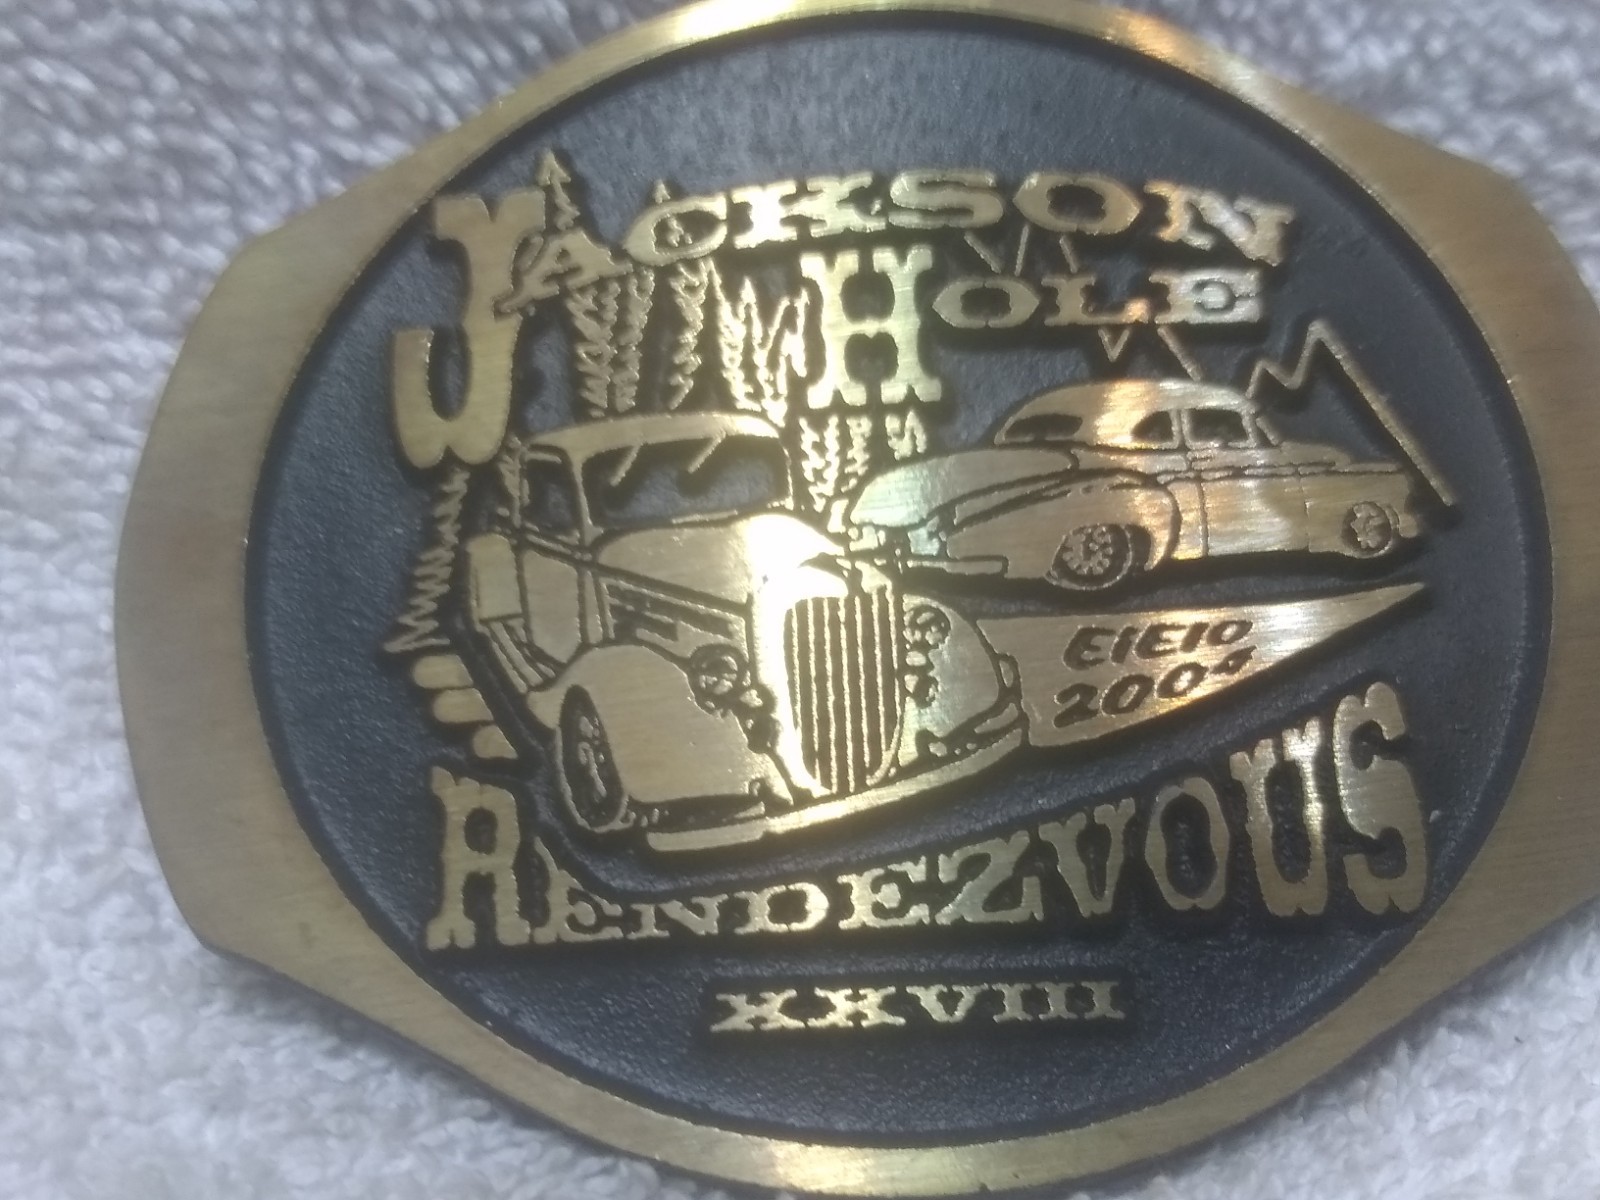 JACKSON
HOLE
EIEIO
2004
RENDEZVOUS
XXVIII